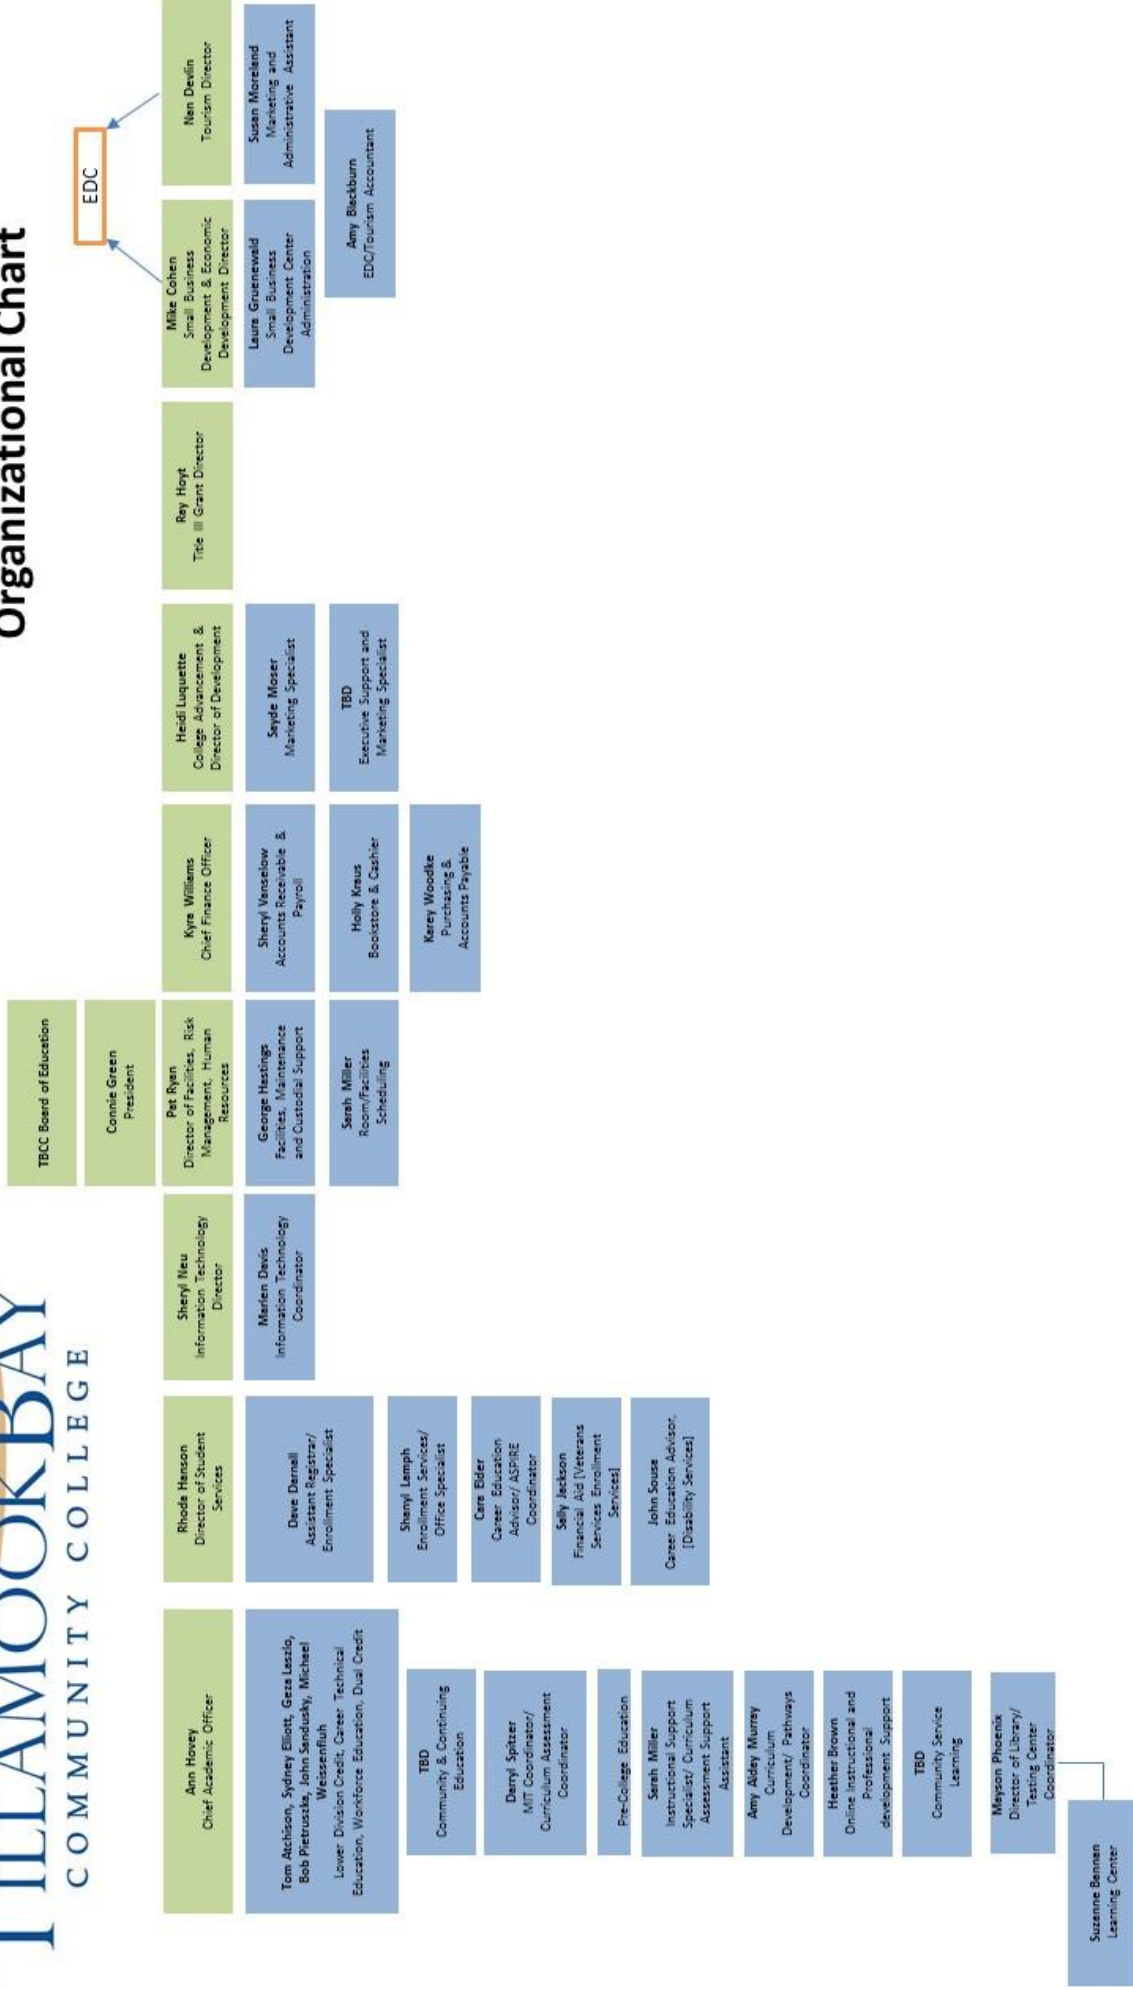 TILLAMOOKBAY
COMMUNITY COLLEGE
Organizational Chart
TBCC Board of Education
Connie Green
President
EDC
Ann Hovey
Chief Academic Officer
Tom Atchison, Sydney Elliott, Geza Laszlo,
Bob Pietruszka, John Sandusky, Michael
Weissenfluh
Lower Division Credit, Career Technical
Education, Workforce Education, Dual Credit
TBD
Community & Continuing
Education
Darryl Spitzer
MIT Coordinator/
Curriculum Assessment
Coordinator
Pre-College Education
Sarah Miller
Instructional Support
Specialist/ Curriculum
Assessment Support
Assistant
Amy Alday Murray
Curriculum
Development/ Pathways
Coordinator
Heather Brown
Online Instructional and
Professional
development Support
TBD
Community Service
Learning
Mayson Phoenix
Director of Library/
Testing Center
Coordinator
Suzanne Bannan
Learning Center
Rhoda Hanson
Director of Student
Services
Dave Darnall
Assistant Registrar/
Enrollment Specialist
Shanyl Lamph
Enrollment Services/
Office Specialist
Cara Elder
Career Education
Advisor/ ASPIRE
Coordinator
Sally Jackson
Financial Aid [Veterans
Services Enrollment
Services]
John Sousa
Career Education Advisor,
[Disability Services]
Sheryl Neu
Information Technology
Director
Marlen Davis
Information Technology
Coordinator
Pat Ryan
Director of Facilities, Risk
Management, Human
Resources
George Hastings
Facilities, Maintenance
and Custodial Support
Sarah Miller
Room/Facilities
Scheduling
Kyra Williams
Chief Finance Officer
Sheryl Vanselow
Accounts Receivable &
Payroll
Holly Kraus
Bookstore & Cashier
Karey Woodke
Purchasing &
Accounts Payable
Heidi Luquette
College Advancement &
Director of Development
Sayde Moser
Marketing Specialist
TBD
Executive Support and
Marketing Specialist
Ray Hoyt
Title III Grant Director
Mike Cohen
Small Business
Development & Economic
Development Director
Laura Gruenewald
Small Business
Development Center
Administration
Nan Devlin
Tourism Director
Susan Moreland
Marketing and
Administrative Assistant
Amy Blackburn
EDC/Tourism Accountant